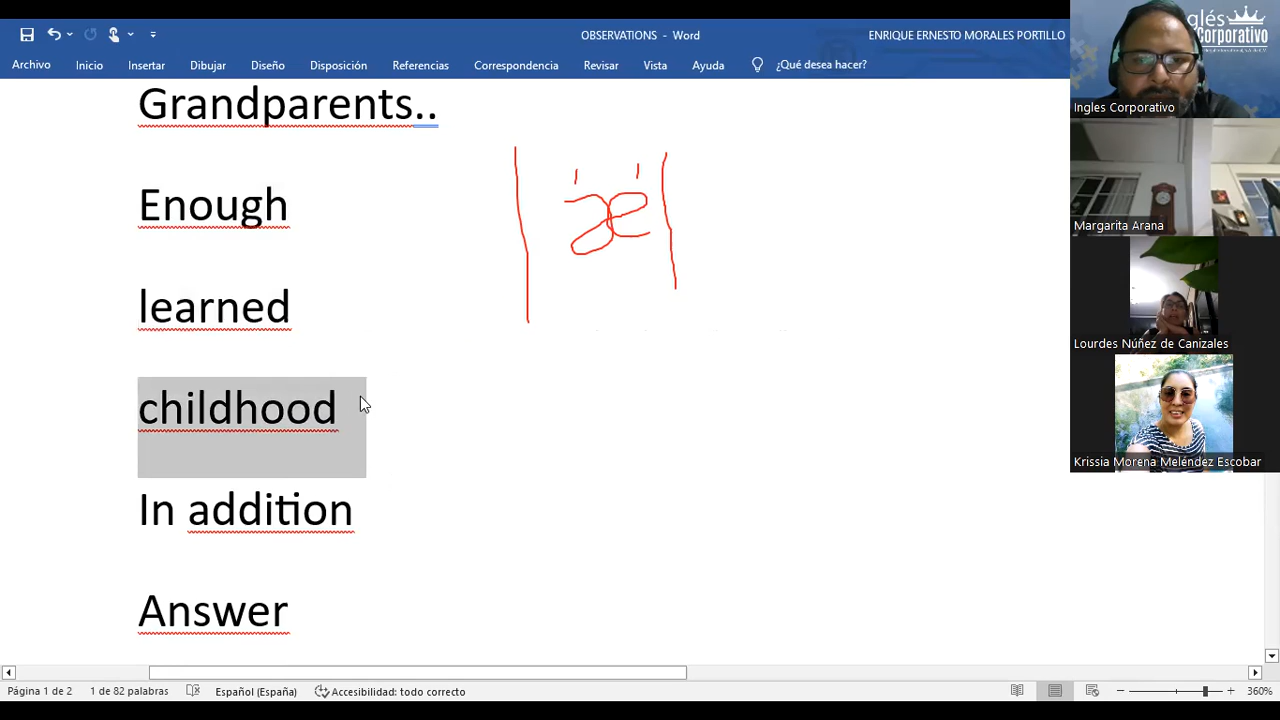 OBSERVATIONS - Word
ENRIQUE ERNESTO MORALES PORTILLO
Archivo Inicio Insertar Dibujar Diseño Disposición Referencias Correspondencia Revisar Vista Ayuda ¿Qué desea hacer?
Grandparents..
Enough
learned
childhood
In addition
Answer
æ
Página 1 de 2 1 de 82 palabras Español (España) Accesibilidad: todo correcto 360%
glés
Corporativo
Ingles Corporativo
Margarita Arana
Lourdes Núñez de Canizales
Krissia Morena Meléndez Escobar